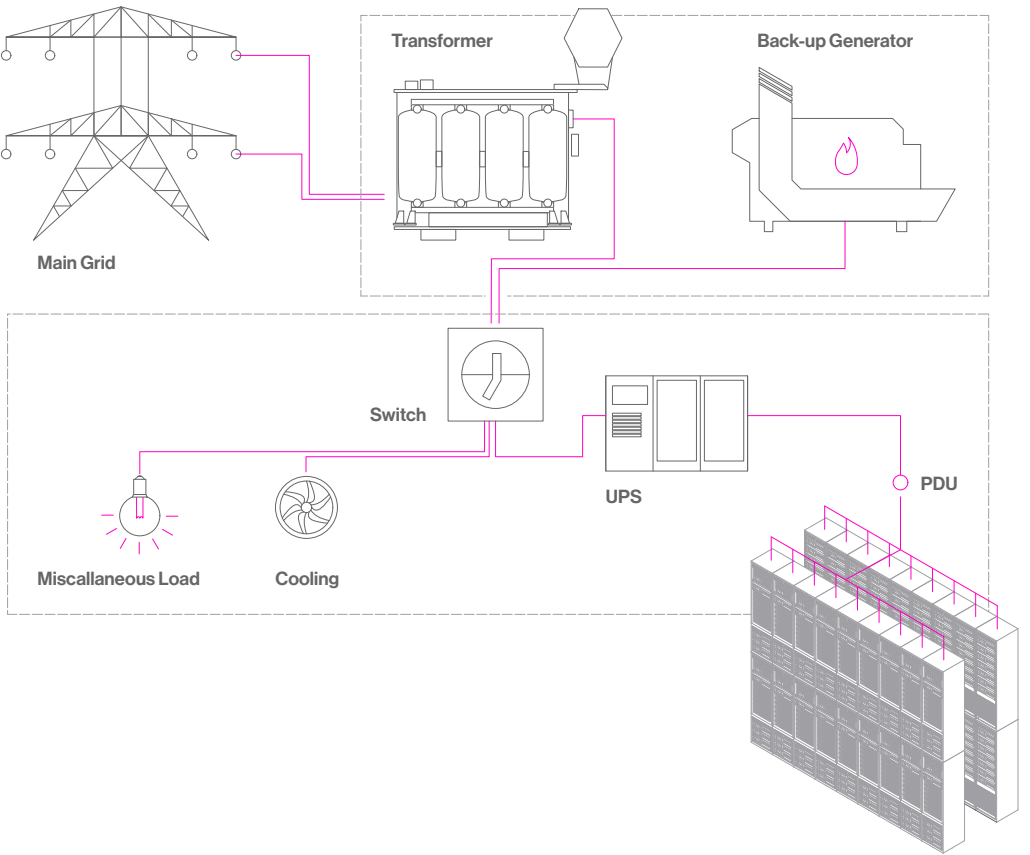 Transformer
Back-up Generator
Main Grid
Switch
UPS
PDU
Miscallaneous Load
Cooling